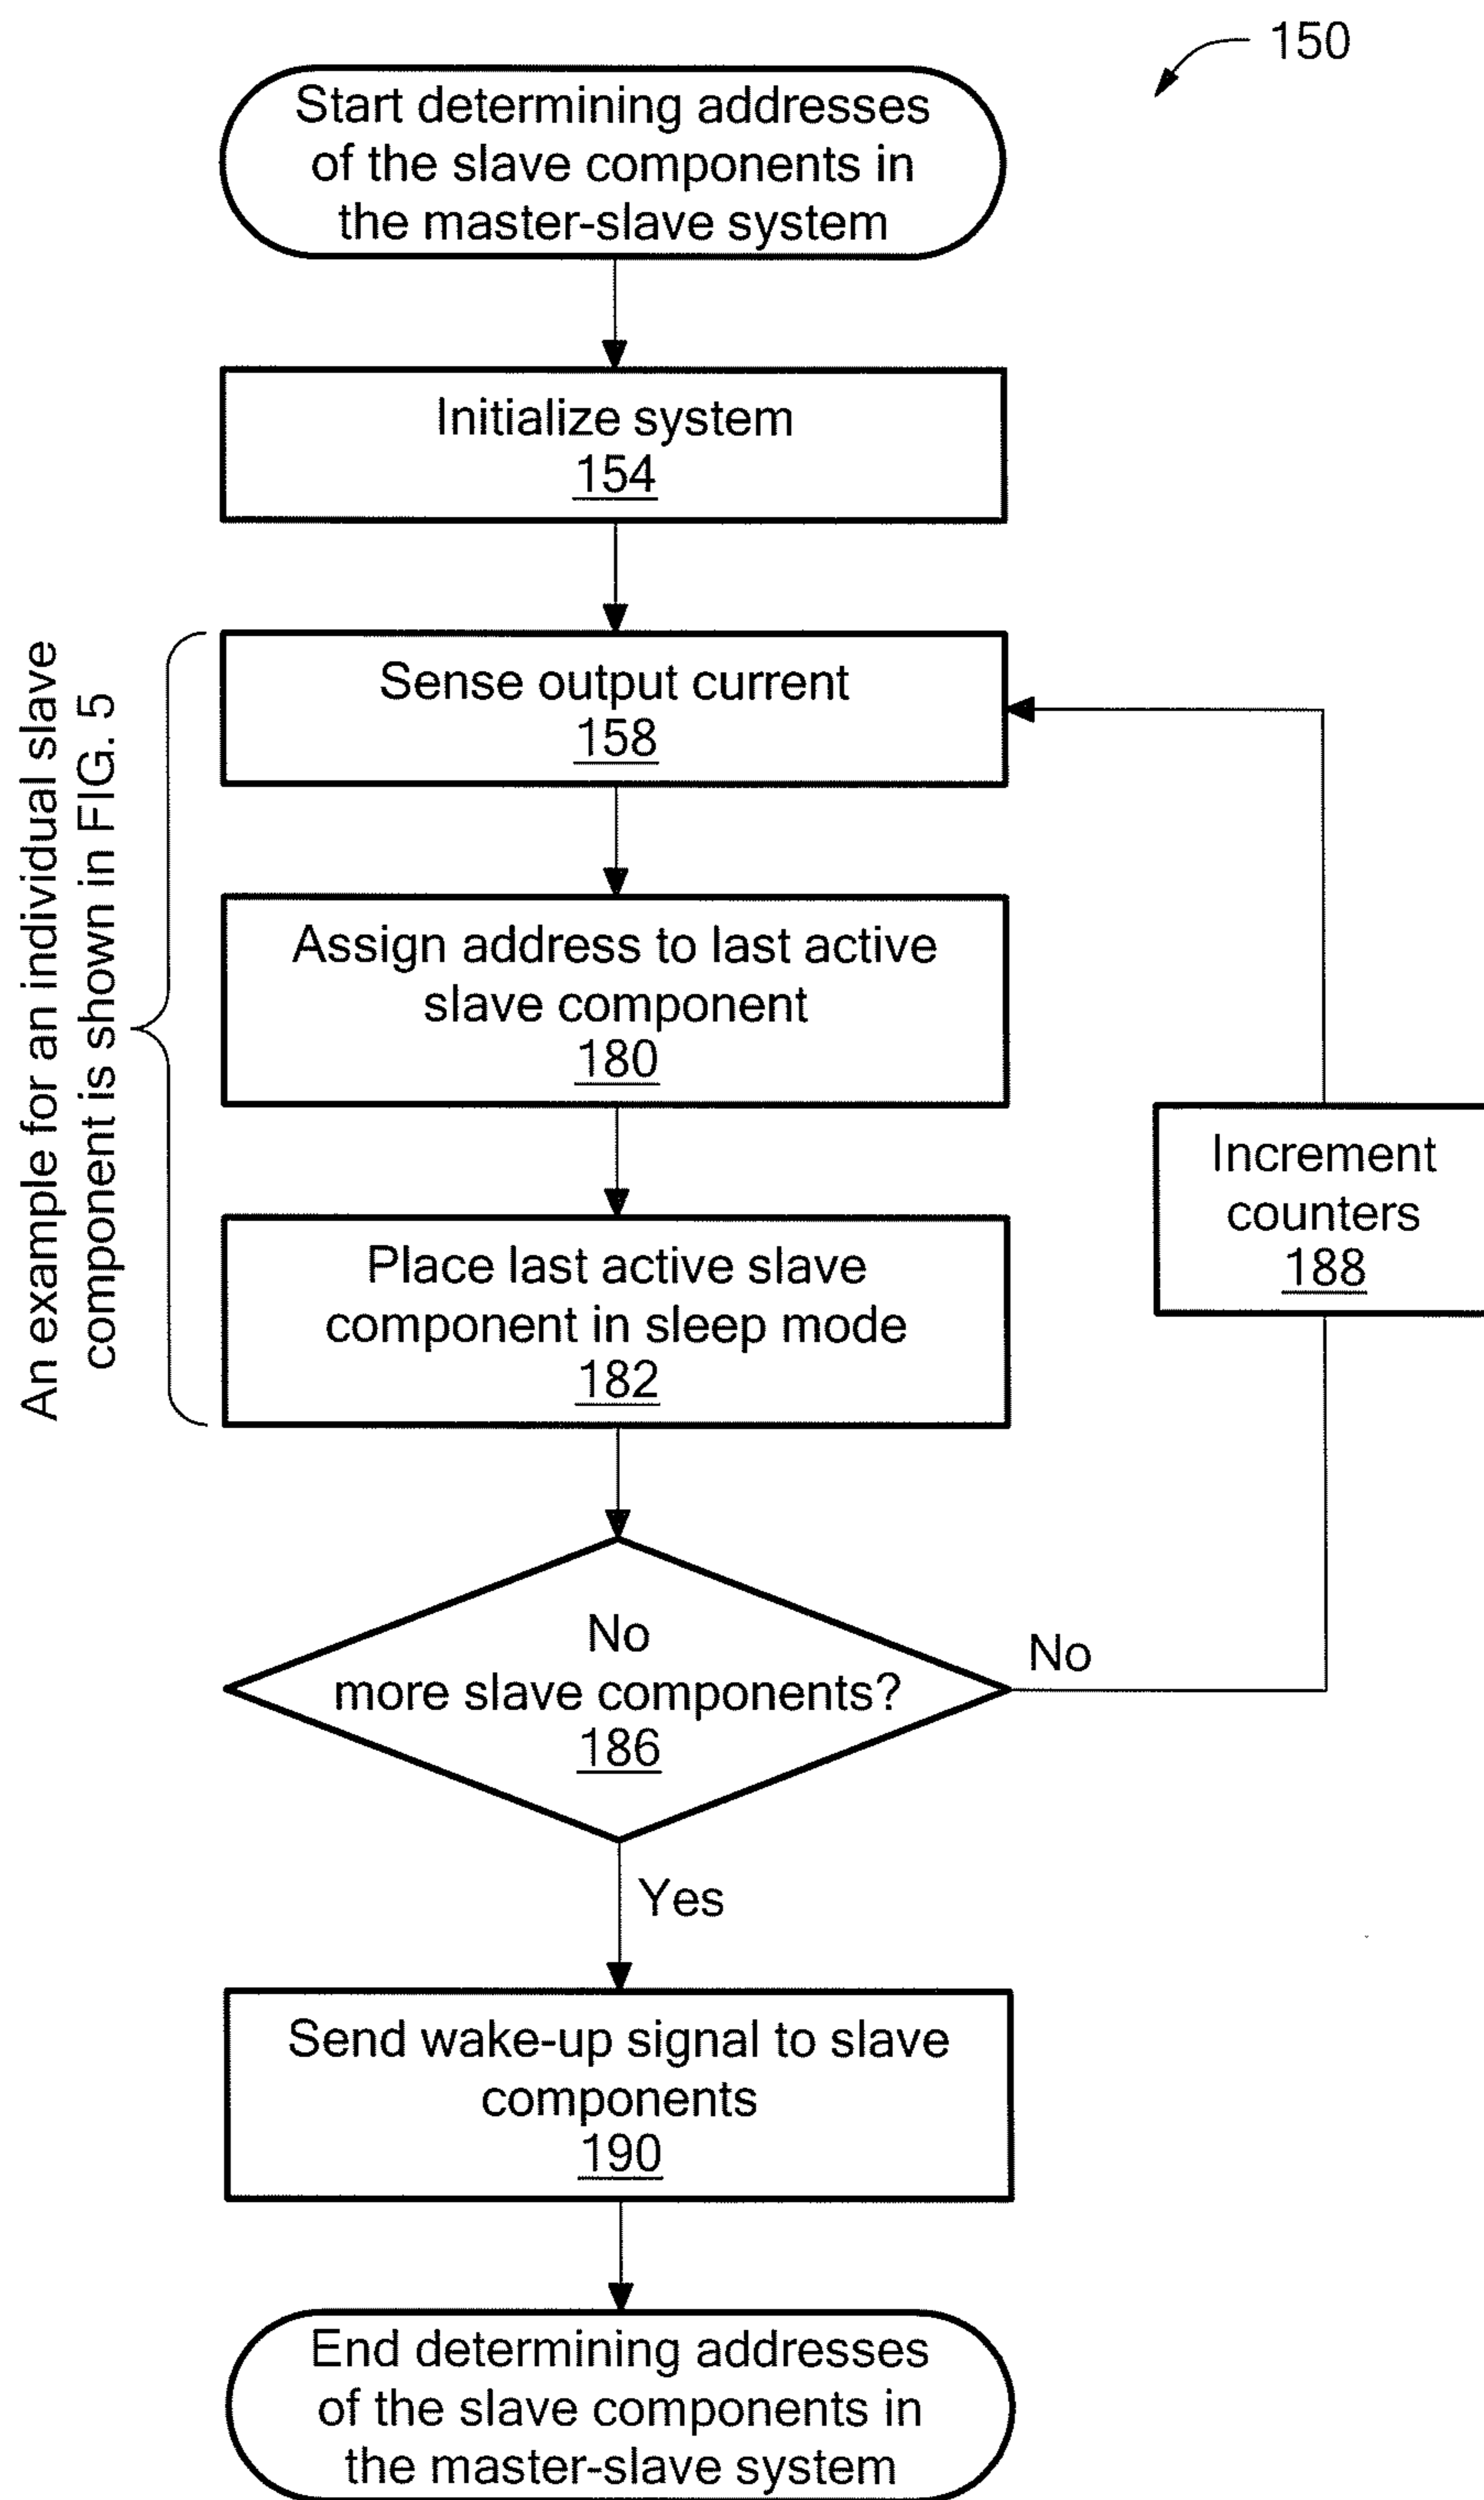 150
Start determining addresses
of the slave components in
the master-slave system
Initialize system
154
An example for an individual slave
component is shown in FIG. 5
Sense output current
158
Assign address to last active
slave component
180
Place last active slave
component in sleep mode
182
Increment
counters
188
No
more slave components?
186
No
Yes
Send wake-up signal to slave
components
190
End determining addresses
of the slave components in
the master-slave system